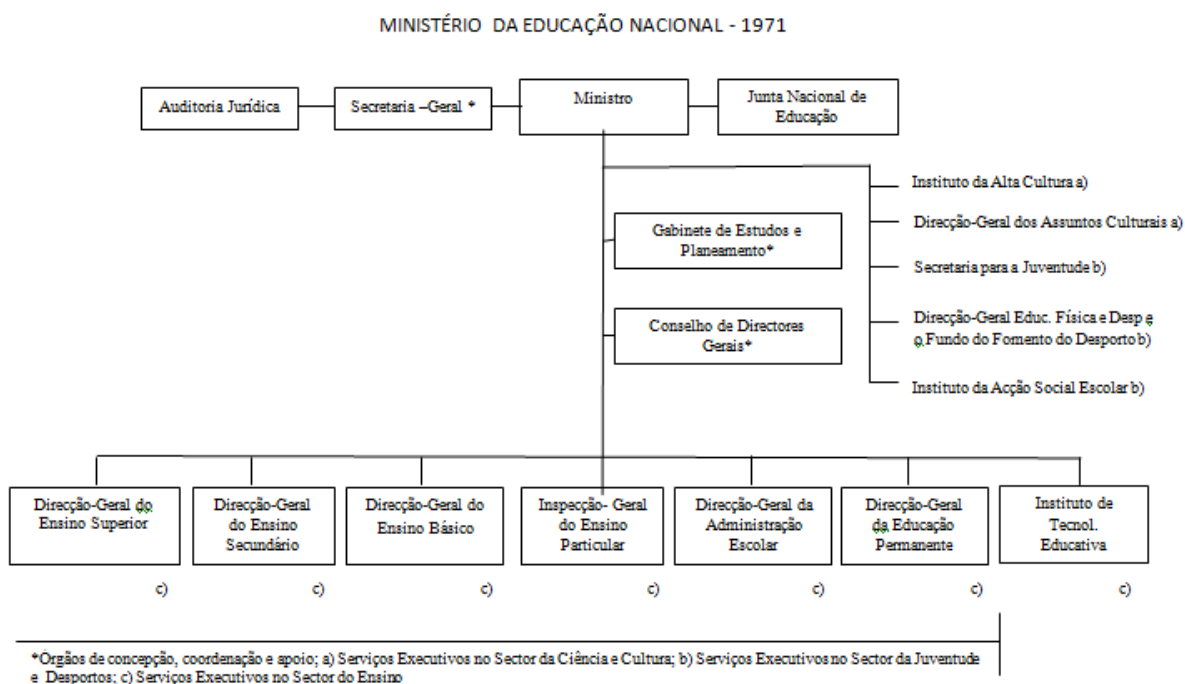 MINISTÉRIO DA EDUCAÇÃO NACIONAL - 1971
Auditoria Jurídica
Secretaria –Geral *
Ministro
Junta Nacional de
Educação
Instituto da Alta Cultura a)
Direcção-Geral dos Assuntos Culturais a)
Secretaria para a Juventude b)
Direcção-Geral Educ. Física e Desp e
o Fundo do Fomento do Desporto b)
Instituto da Acção Social Escolar b)
Gabinete de Estudos e
Planeamento*
Conselho de Directores
Gerais*
Direcção-Geral do
Ensino Superior
c)
Direcção-Geral
do Ensino
Secundário
c)
Direcção-Geral do
Ensino Básico
c)
Inspecção- Geral
do Ensino
Particular
c)
Direcção-Geral da
Administração
Escolar
c)
Direcção-Geral
da Educação
Permanente
c)
Instituto de
Tecnol.
Educativa
c)
*Órgãos de concepção, coordenação e apoio; a) Serviços Executivos no Sector da Ciência e Cultura; b) Serviços Executivos no Sector da Juventude
e Desportos; c) Serviços Executivos no Sector do Ensino